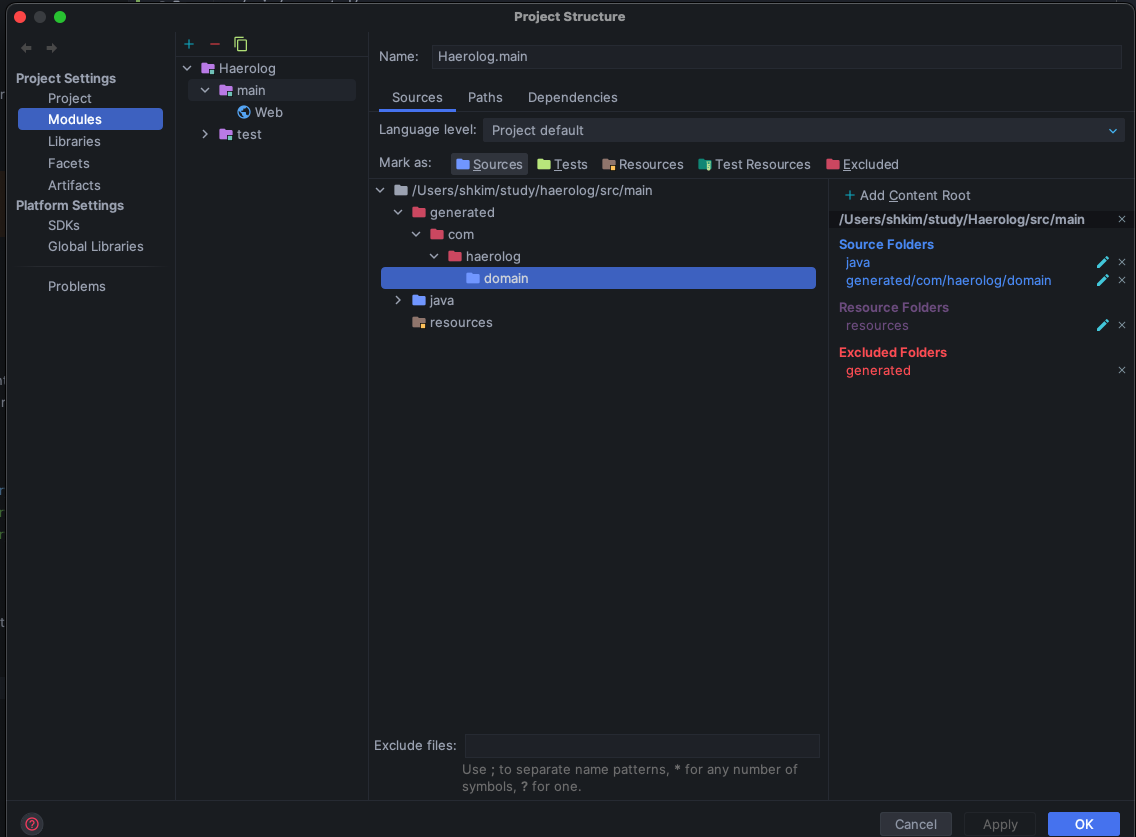 Project Structure
Project Settings
Project
Modules
Libraries
Facets
Artifacts
Platform Settings
SDKs
Global Libraries
Problems
Haerolog
main
Web
test
Name: Haerolog.main
Sources Paths Dependencies
Language level: Project default
Mark as: Sources Tests Resources Test Resources Excluded
/Users/shkim/study/haerolog/src/main
generated
com
haerolog
domain
java
resources
+ Add Content Root
/Users/shkim/study/Haerolog/src/main
Source Folders
java
generated/com/haerolog/domain
Resource Folders
resources
Excluded Folders
generated
Exclude files:
Use ; to separate name patterns, * for any number of
symbols, ? for one.
Cancel Apply OK